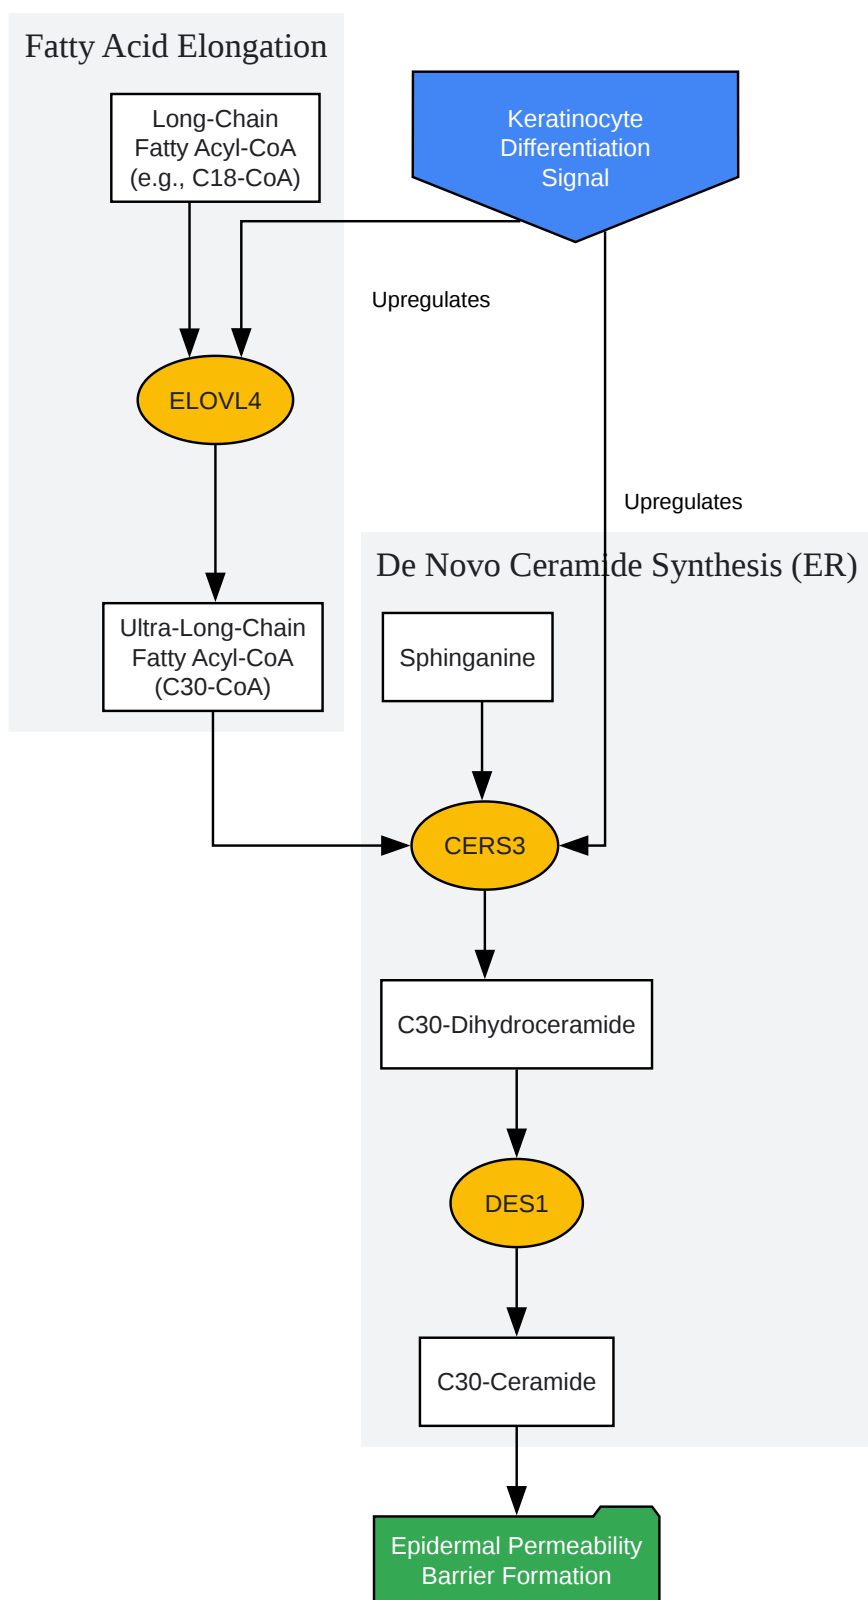 Fatty Acid Elongation
Long-Chain
Fatty Acyl-CoA
(e.g., C18-CoA)
Keratinocyte
Differentiation
Signal
Upregulates
ELOVL4
Upregulates
De Novo Ceramide Synthesis (ER)
Ultra-Long-Chain
Fatty Acyl-CoA
(C30-CoA)
Sphinganine
CERS3
C30-Dihydroceramide
DES1
C30-Ceramide
Epidermal Permeability
Barrier Formation